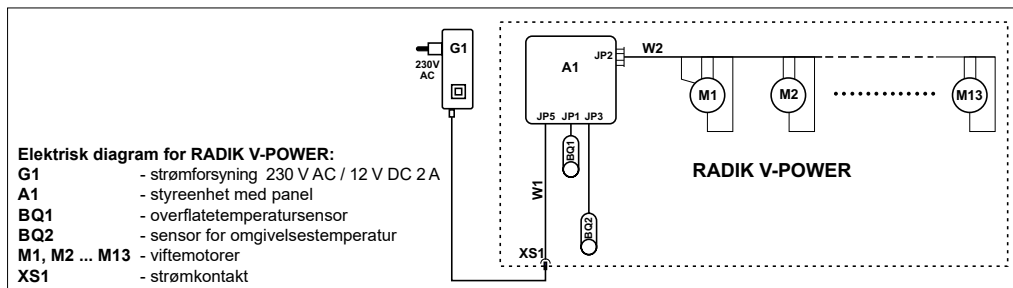 G1
230V
AC
A1
JP2
W2
JP5 JP1 JP3
M1
M2
M13
BQ1
BQ2
W1
XS1
RADIK V-POWER
Elektrisk diagram for RADIK V-POWER:
G1 - strømforsyning 230 V AC / 12 V DC 2 A
A1 - styreenhet med panel
BQ1 - overflatetemperatursensor
BQ2 - sensor for omgivelsestemperatur
M1, M2 ... M13 - viftemotorer
XS1 - strømkontakt